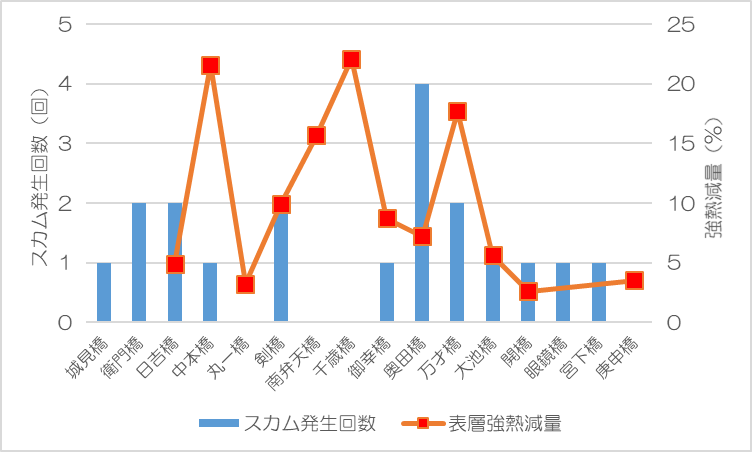 5
4
3
2
1
0
スカム発生回数（回）
25
20
15
10
5
0
強熱減量（%）
城見橋
衛門橋
日吉橋
中本橋
丸一橋
剣橋
南弁天橋
千歳橋
御幸橋
奥田橋
万才橋
大池橋
開橋
眼鏡橋
宮下橋
庚申橋
スカム発生回数
表層強熱減量